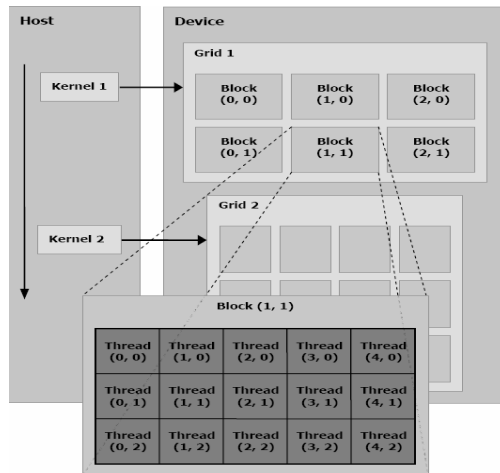 Host
Device
Grid 1
Kernel 1
Block
(0, 0)
Block
(1, 0)
Block
(2, 0)
Block
(0, 1)
Block
(1, 1)
Block
(2, 1)
Grid 2
Kernel 2
Block (1, 1)
Thread
(0, 0)
Thread
(1, 0)
Thread
(2, 0)
Thread
(3, 0)
Thread
(4, 0)
Thread
(0, 1)
Thread
(1, 1)
Thread
(2, 1)
Thread
(3, 1)
Thread
(4, 1)
Thread
(0, 2)
Thread
(1, 2)
Thread
(2, 2)
Thread
(3, 2)
Thread
(4, 2)